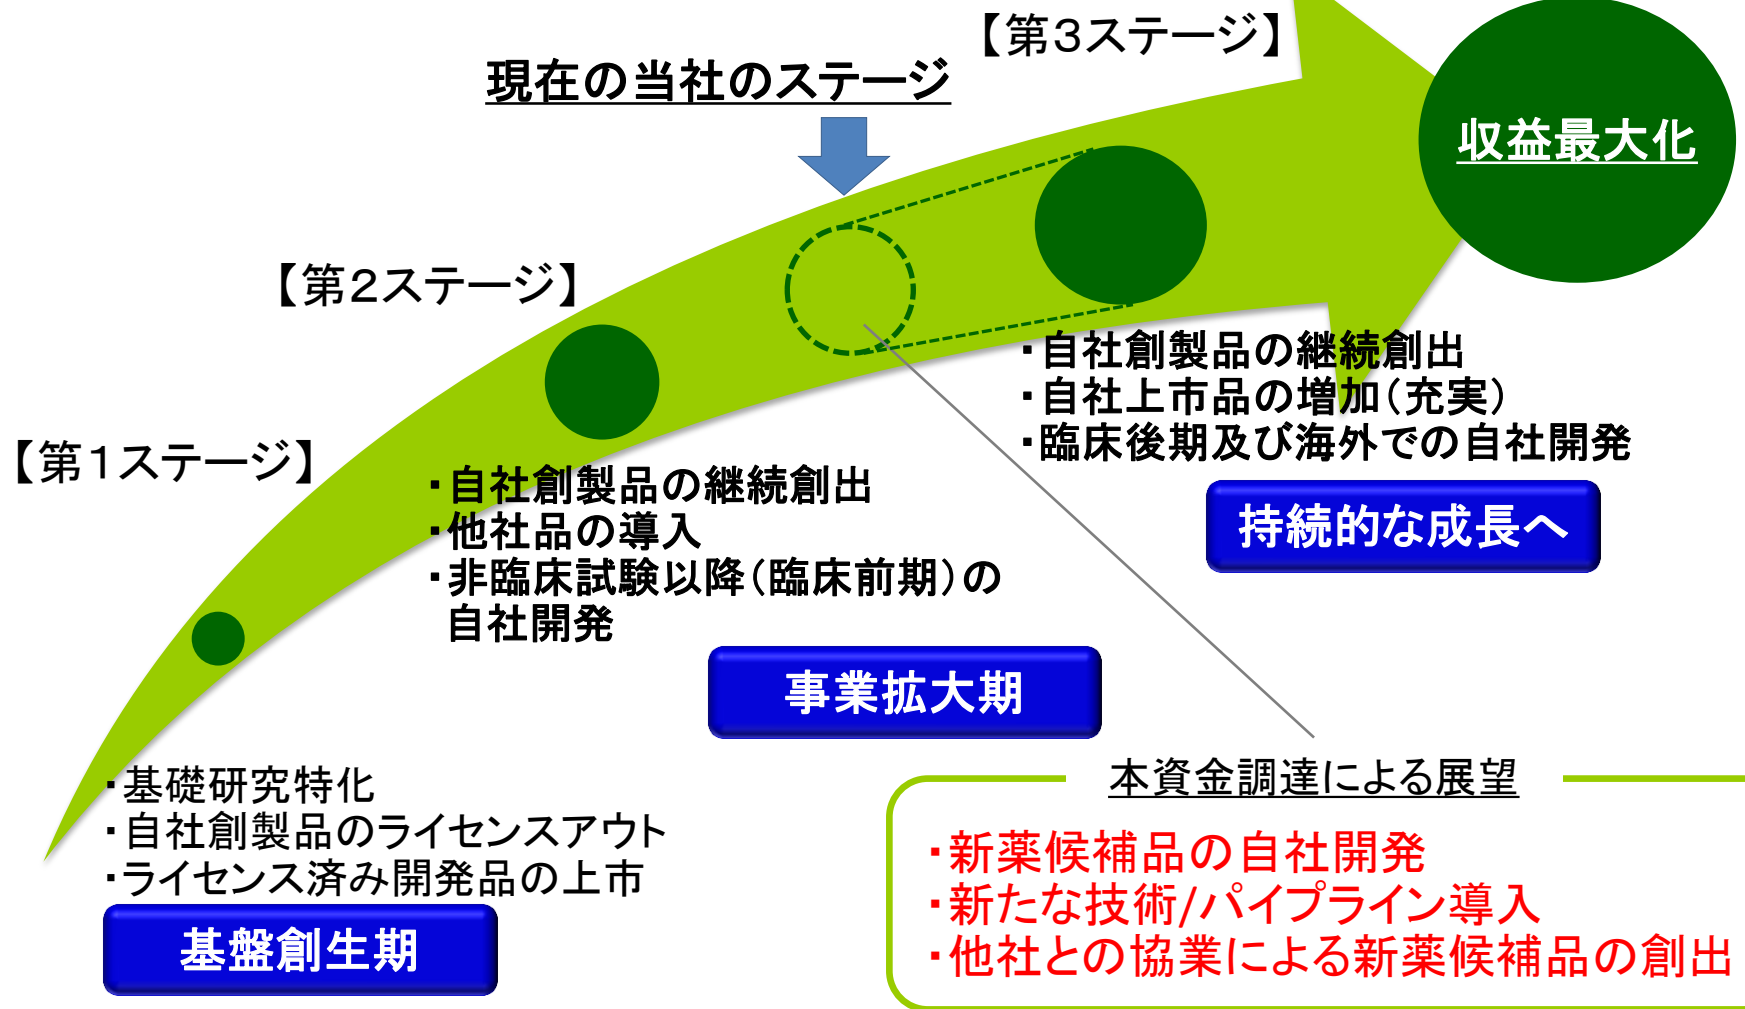 【第3ステージ】
現在の当社のステージ
収益最大化
【第2ステージ】
・自社創製品の継続創出
・自社上市品の増加(充実)
・臨床後期及び海外での自社開発
持続的な成長へ
【第1ステージ】
・自社創製品の継続創出
・他社品の導入
・非臨床試験以降(臨床前期)の
自社開発
事業拡大期
・基礎研究特化
・自社創製品のライセンスアウト
・ライセンス済み開発品の上市
基盤創生期
本資金調達による展望
・新薬候補品の自社開発
・新たな技術/パイプライン導入
・他社との協業による新薬候補品の創出